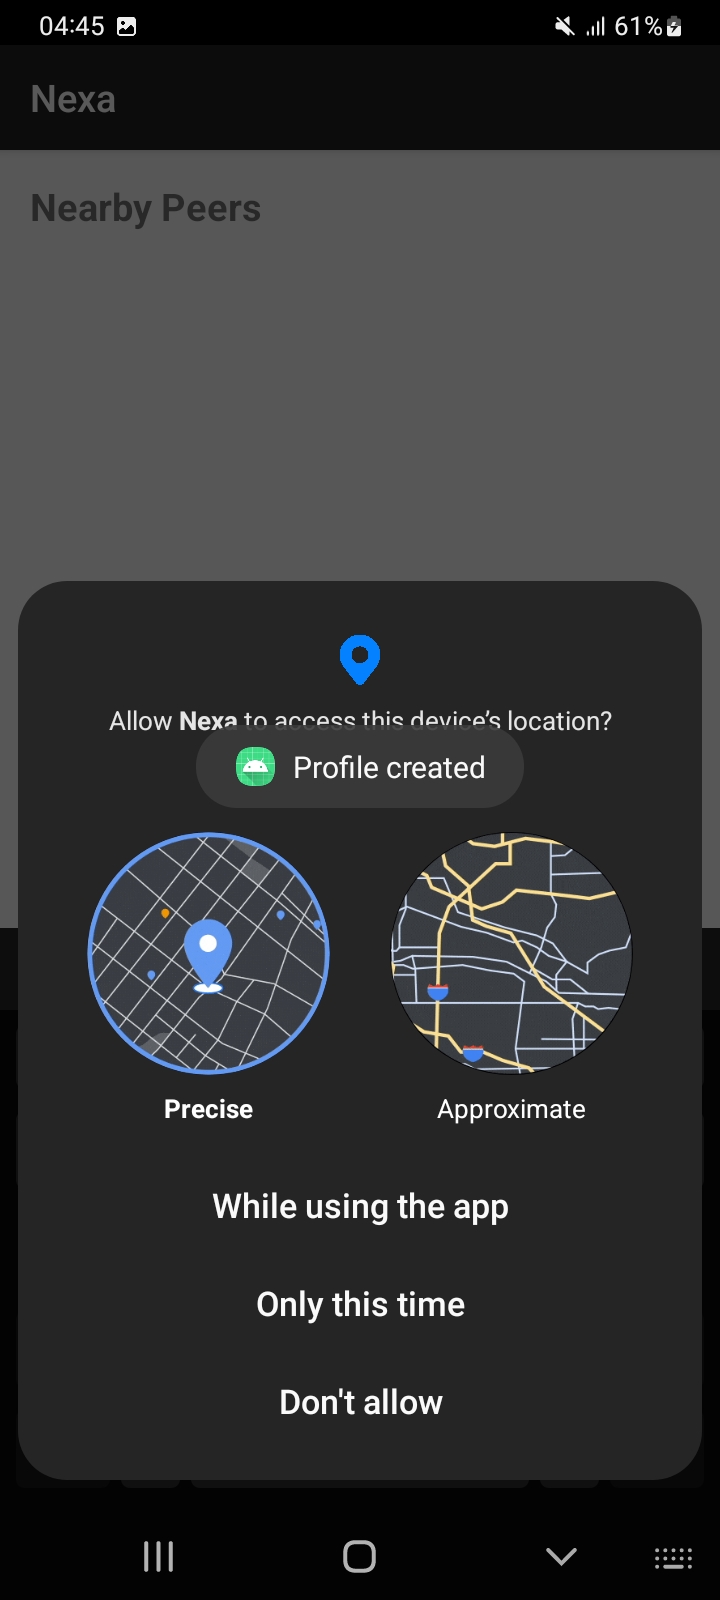 04:45
61%
Nexa
Nearby Peers
Allow Nexa to access this device's location?
Profile created
Precise
Approximate
While using the app
Only this time
Don't allow